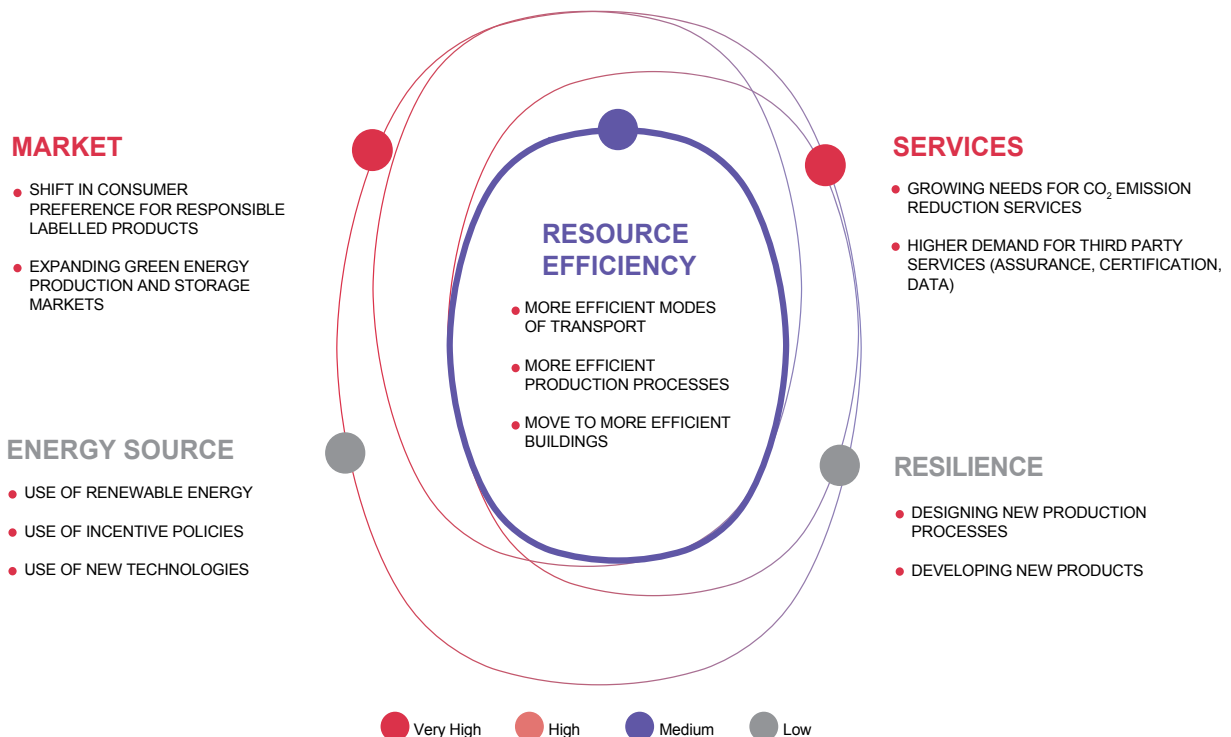 MARKET
SHIFT IN CONSUMER
PREFERENCE FOR RESPONSIBLE
LABELLED PRODUCTS
EXPANDING GREEN ENERGY
PRODUCTION AND STORAGE
MARKETS
RESOURCE
EFFICIENCY
MORE EFFICIENT MODES
OF TRANSPORT
MORE EFFICIENT
PRODUCTION PROCESSES
MOVE TO MORE EFFICIENT
BUILDINGS
SERVICES
GROWING NEEDS FOR CO₂ EMISSION
REDUCTION SERVICES
HIGHER DEMAND FOR THIRD PARTY
SERVICES (ASSURANCE, CERTIFICATION,
DATA)
ENERGY SOURCE
USE OF RENEWABLE ENERGY
USE OF INCENTIVE POLICIES
USE OF NEW TECHNOLOGIES
RESILIENCE
DESIGNING NEW PRODUCTION
PROCESSES
DEVELOPING NEW PRODUCTS
Very High
High
Medium
Low